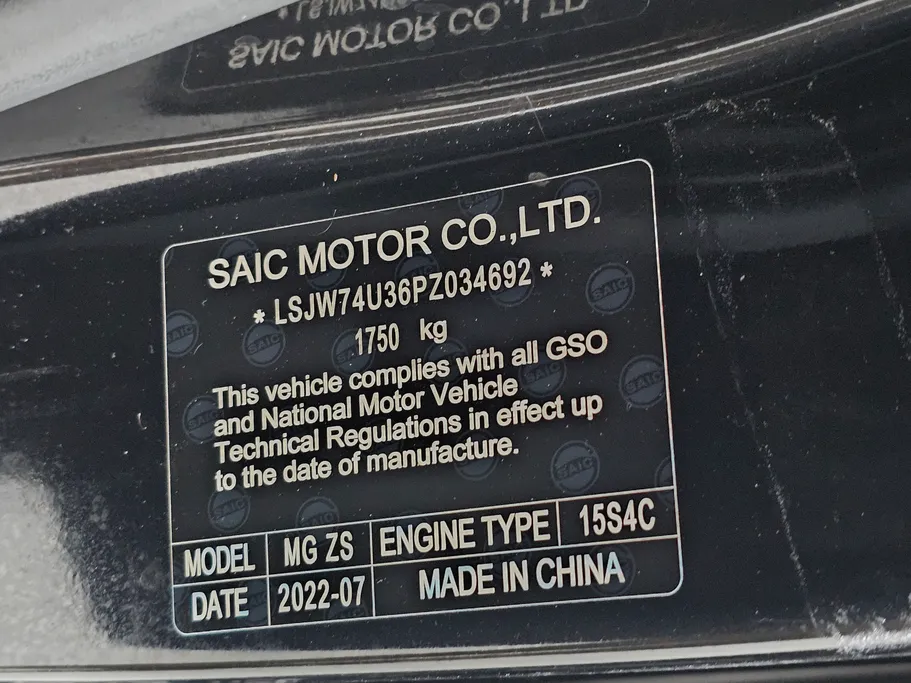 SAIC MOTOR CO.,LTD.
SAIC MOTOR CO.,LTD.
* LSJW74U36PZ034692 *
1750 kg
This vehicle complies with all GSO
and National Motor Vehicle
Technical Regulations in effect up
to the date of manufacture.
MODEL MG ZS ENGINE TYPE 15S4C
DATE 2022-07 MADE IN CHINA